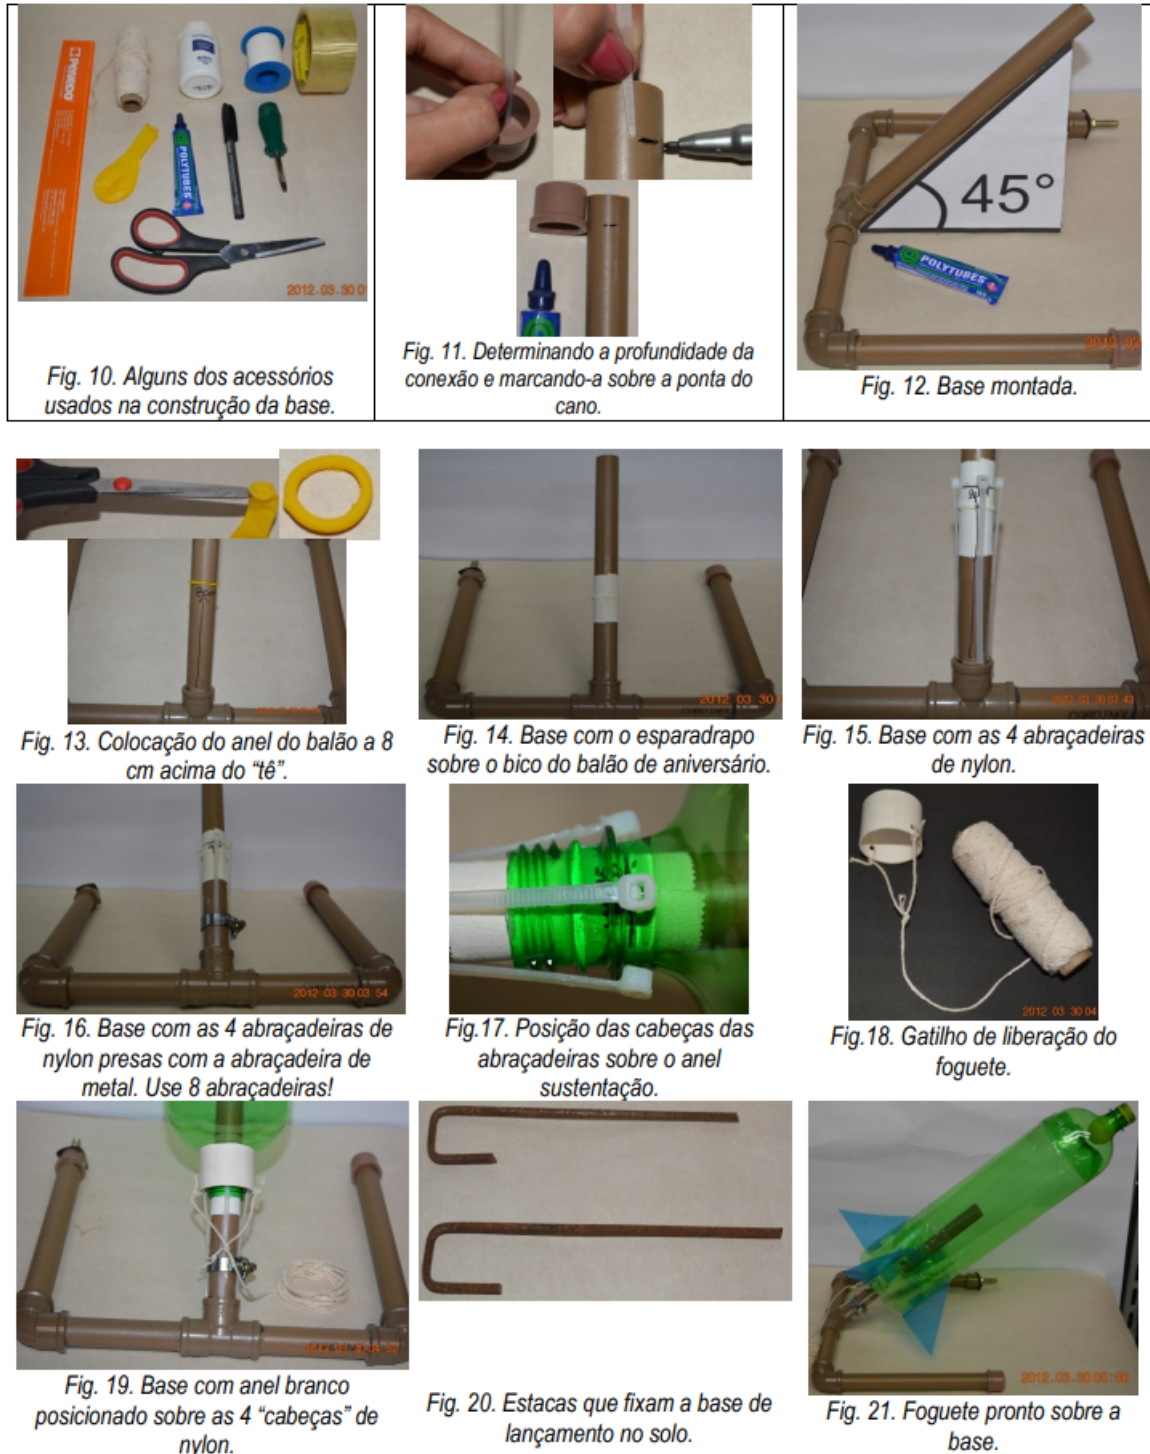 PENEDO
POLYTUBES
2012.03.30 0
Fig. 10. Alguns dos acessórios
usados na construção da base.
Fig. 11. Determinando a profundidade da
conexão e marcando-a sobre a ponta do
cano.
45°
POLYTUBES
Fig. 12. Base montada.
Fig. 13. Colocação do anel do balão a 8
cm acima do “tê”.
2012 03 30
Fig. 14. Base com o esparadrapo
sobre o bico do balão de aniversário.
2012 03 30 03 43
Fig. 15. Base com as 4 abraçadeiras
de nylon.
2012 03 30 03 54
Fig. 16. Base com as 4 abraçadeiras de
nylon presas com a abraçadeira de
metal. Use 8 abraçadeiras!
Fig.17. Posição das cabeças das
abraçadeiras sobre o anel
sustentação.
2012 03 30 04
Fig.18. Gatilho de liberação do
foguete.
Fig. 19. Base com anel branco
posicionado sobre as 4 “cabeças” de
nylon.
Fig. 20. Estacas que fixam a base de
lançamento no solo.
Fig. 21. Foguete pronto sobre a
base.